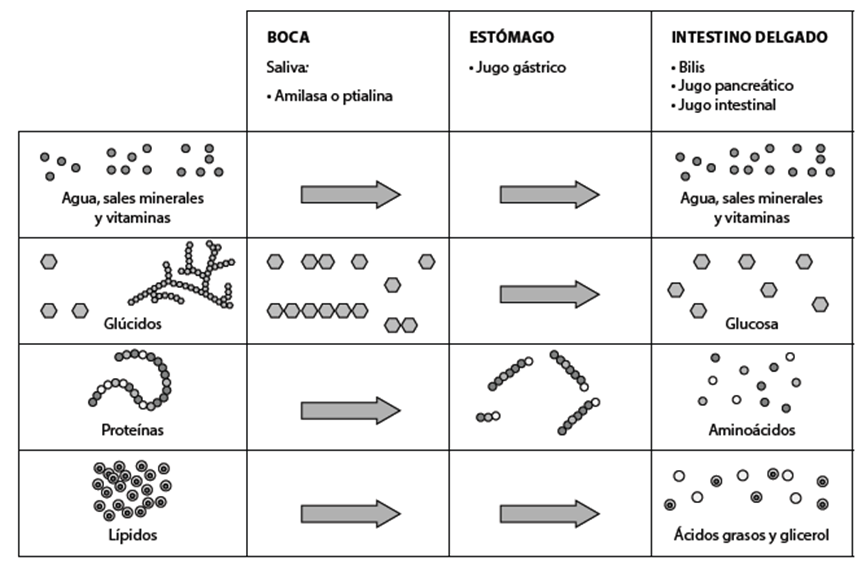 BOCA
Saliva:
• Amilasa o ptialina
ESTÓMAGO
• Jugo gástrico
INTESTINO DELGADO
• Bilis
• Jugo pancreático
• Jugo intestinal
Agua, sales minerales
y vitaminas
Agua, sales minerales
y vitaminas
Glúcidos
Glucosa
Proteínas
Aminoácidos
Lípidos
Ácidos grasos y glicerol